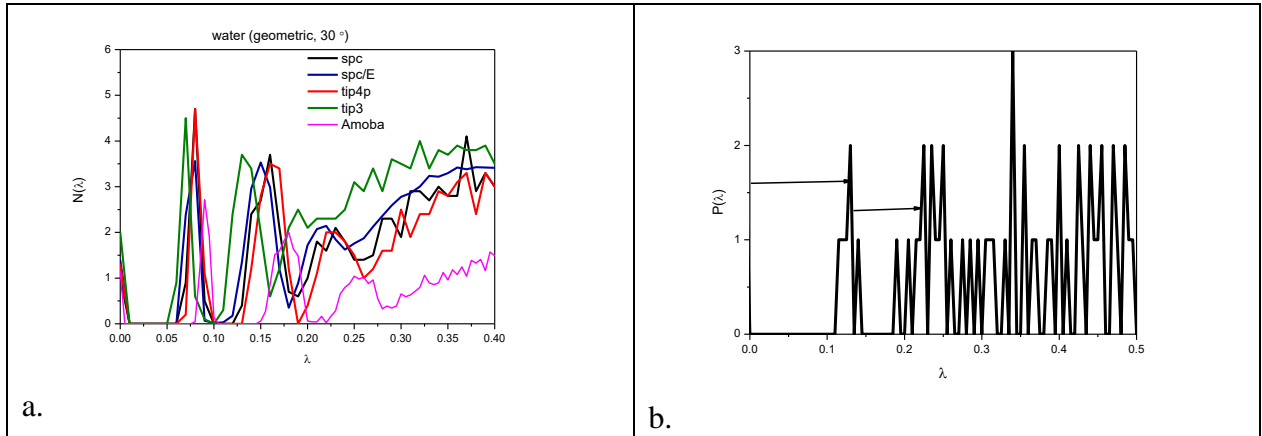 water (geometric, 30 °)
6
5
4
3
2
1
0
N(λ)
spc
spc/E
tip4p
tip3
Amoba
0.00 0.05 0.10 0.15 0.20 0.25 0.30 0.35 0.40
λ
a.
3
2
1
0
P(λ)
0.0 0.1 0.2 0.3 0.4 0.5
λ
b.